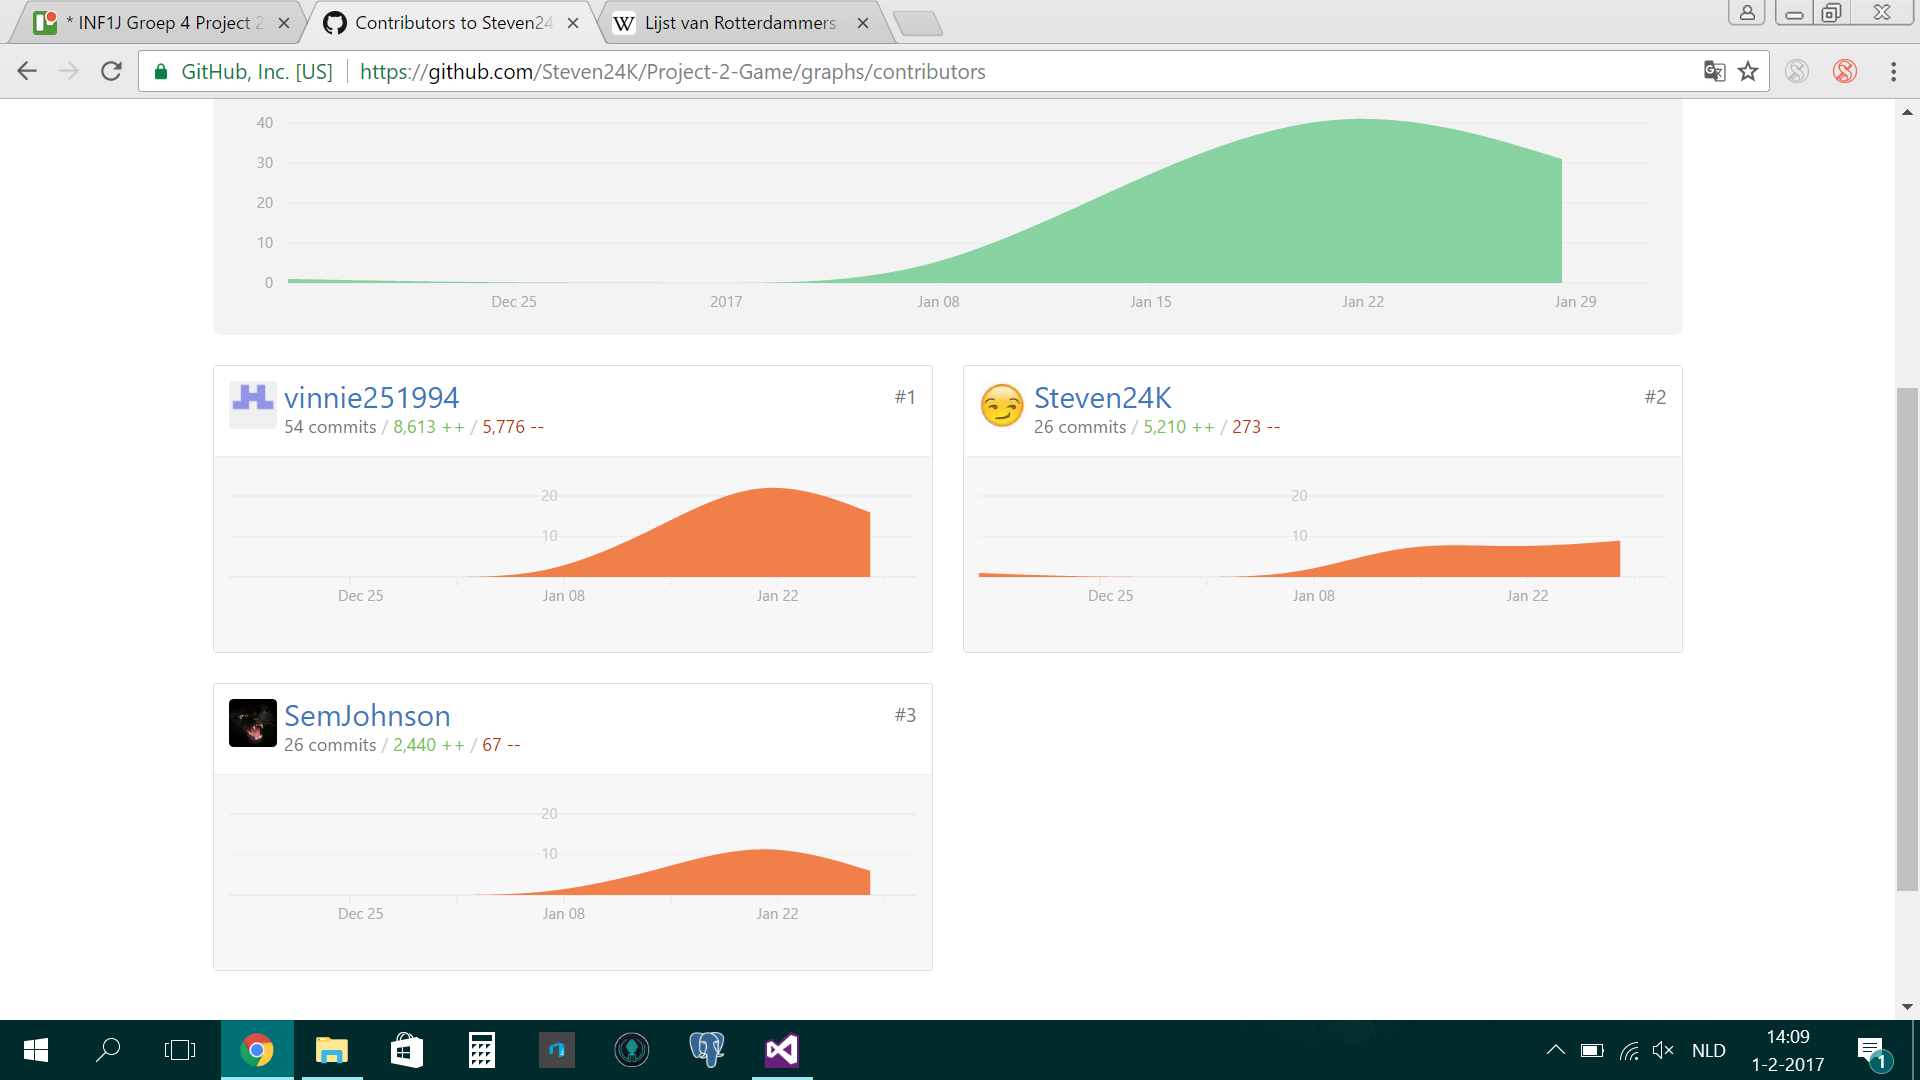 * INF1J Groep 4 Project 2
Contributors to Steven24
Lijst van Rotterdammers
GitHub, Inc. [US]
https://github.com/Steven24K/Project-2-Game/graphs/contributors
40
30
20
10
0
Dec 25
2017
Jan 08
Jan 15
Jan 22
Jan 29
vinnie251994
#1
54 commits / 8,613 ++ / 5,776 --
20
10
Dec 25
Jan 08
Jan 22
Steven24K
#2
26 commits / 5,210 ++ / 273 --
20
10
Dec 25
Jan 08
Jan 22
SemJohnson
#3
26 commits / 2,440 ++ / 67 --
20
10
Dec 25
Jan 08
Jan 22
NLD
14:09
1-2-2017
1